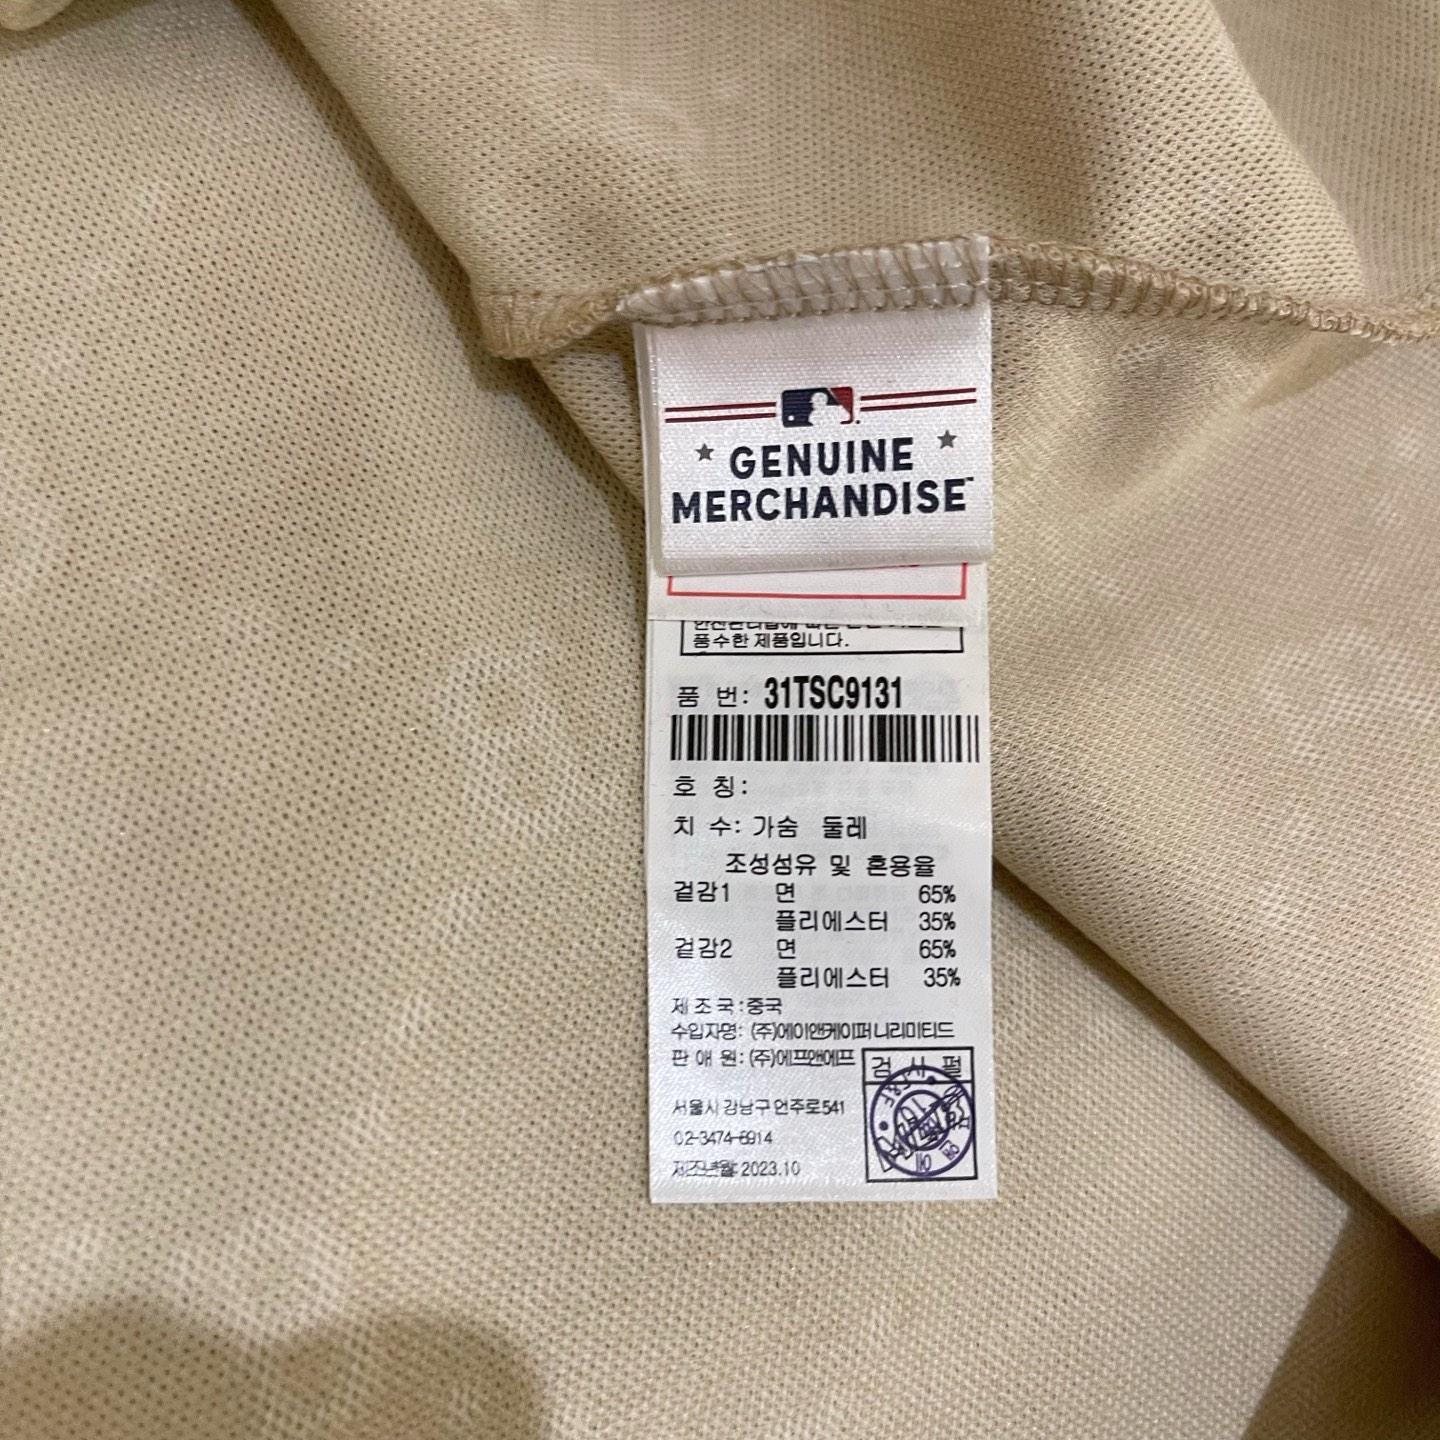 GENUINE
MERCHANDISE™
풍수한 제품입니다.
품 번: 31TSC9131
호 칭:
치 수: 가슴 둘레
조성섬유 및 혼용율
겉감1 면 65%
플리에스터 35%
겉감2 면 65%
플리에스터 35%
제 조 국:중국
수입자명: (주)에이앤케이퍼니리미티드
판 애 원: (주)에프앤에프
검 사 필
서울시 강남구 언주로541
02-3474-6914
제조년월: 2023.10